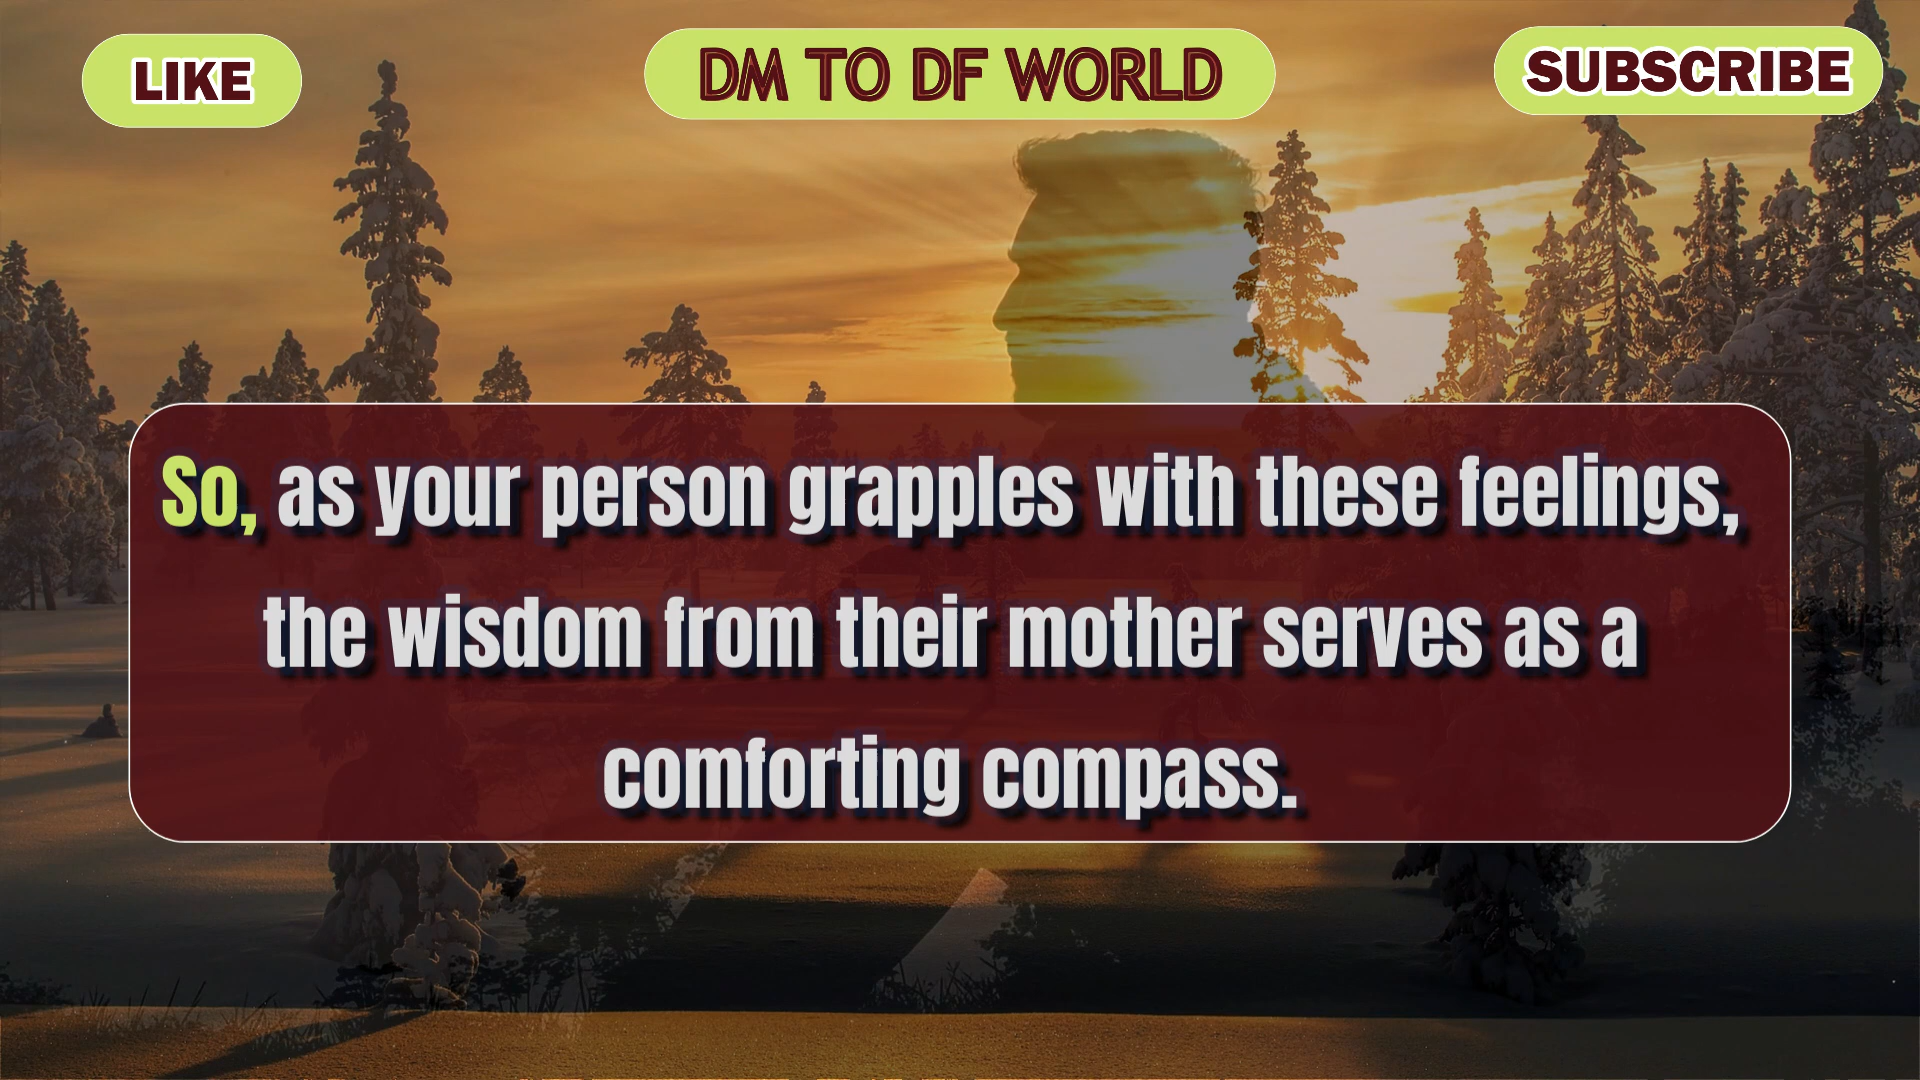 LIKE
DM TO DF WORLD
SUBSCRIBE
So, as your person grapples with these feelings,
the wisdom from their mother serves as a
comforting compass.